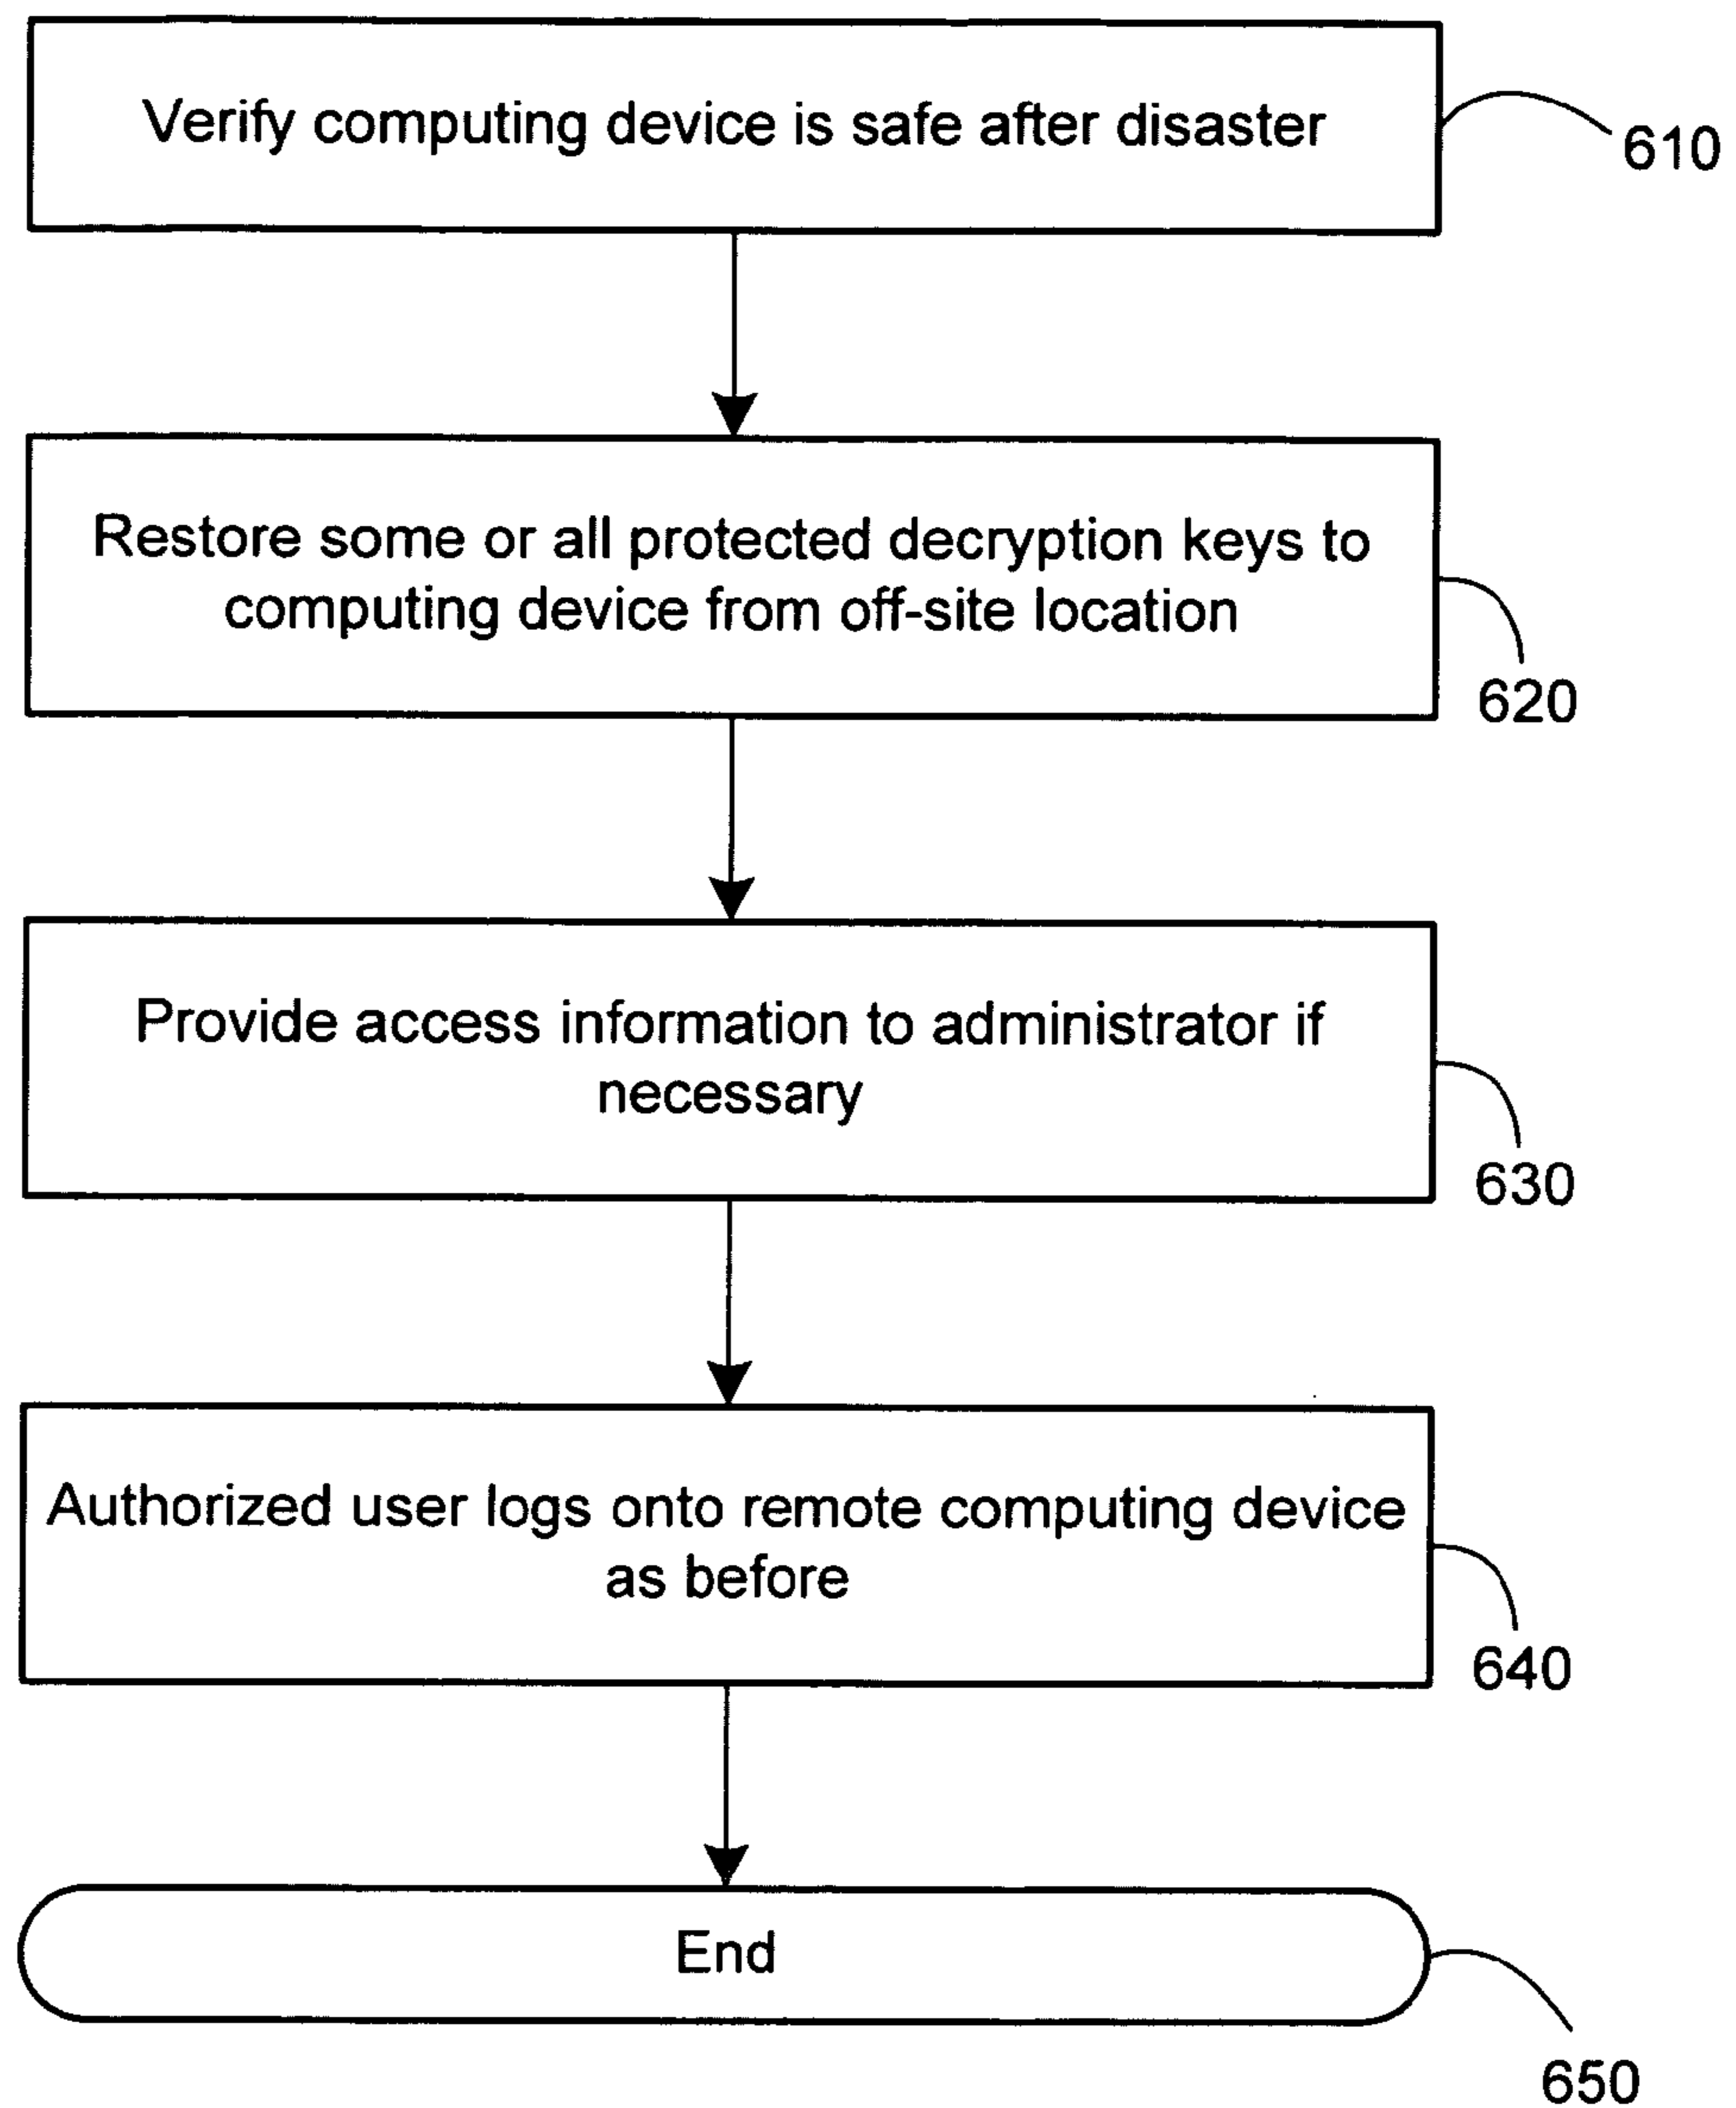 Verify computing device is safe after disaster
610
Restore some or all protected decryption keys to
computing device from off-site location
620
Provide access information to administrator if
necessary
630
Authorized user logs onto remote computing device
as before
640
End
650